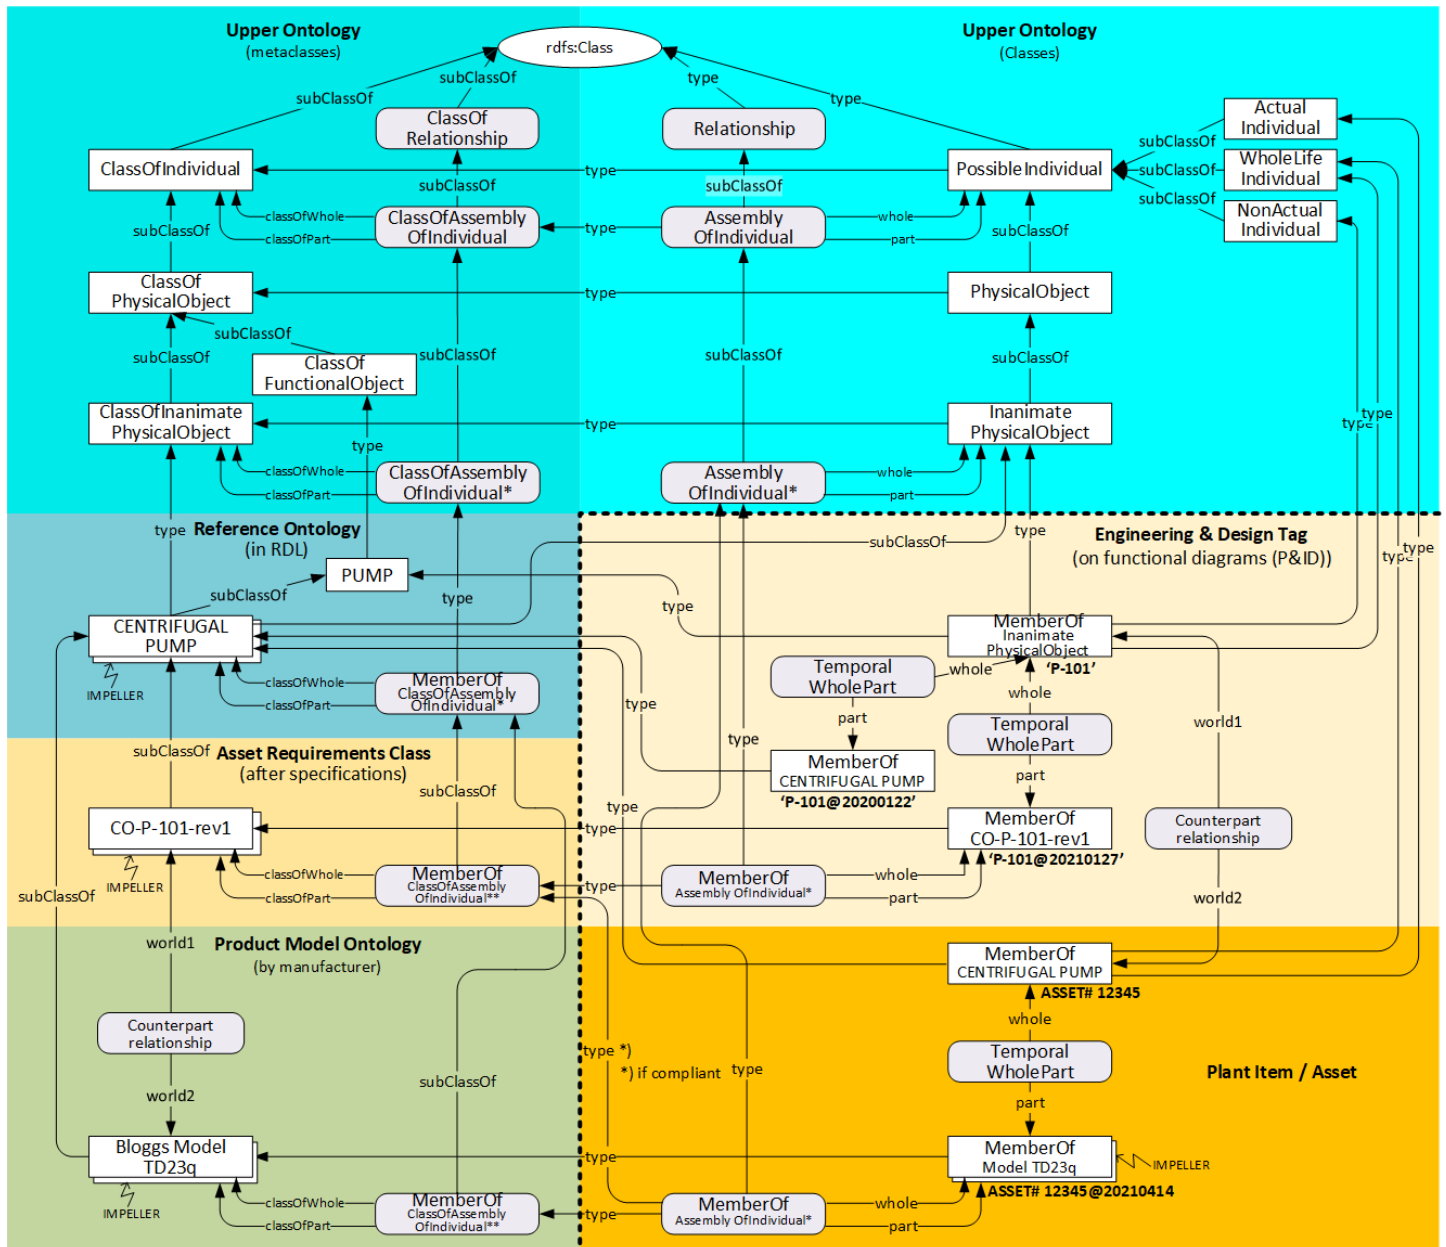 Upper Ontology
(metaclasses)
rdfs:Class
Upper Ontology
(Classes)
subClassOf
subClassOf
type
type
ClassOf
Relationship
Relationship
Actual
Individual
subClassOf
ClassOfIndividual
type
PossibleIndividual
subClassOf
WholeLife
Individual
subClassOf
subClassOf
subClassOf
NonActual
Individual
classOfWhole
classOfPart
ClassOfAssembly
OfIndividual
type
Assembly
OfIndividual
whole
part
subClassOf
subClassOf
ClassOf
PhysicalObject
type
PhysicalObject
subClassOf
subClassOf
subClassOf
subClassOf
subClassOf
ClassOf
FunctionalObject
ClassOfInanimate
PhysicalObject
type
Inanimate
PhysicalObject
type
type
type
classOfWhole
classOfPart
ClassOfAssembly
OfIndividual*
Assembly
OfIndividual*
whole
part
type
Reference Ontology
(in RDL)
subClassOf
type
Engineering & Design Tag
(on functional diagrams (P&ID))
type
type
PUMP
subClassOf
type
type
CENTRIFUGAL
PUMP
MemberOf
Inanimate
PhysicalObject
‘P-101’
IMPELLER
classOfWhole
classOfPart
MemberOf
ClassOfAssembly
OfIndividual*
Temporal
WholePart
whole
whole
type
part
world1
Temporal
WholePart
subClassOf
Asset Requirements Class
(after specifications)
type
MemberOf
CENTRIFUGAL PUMP
‘P-101@20200122’
part
subClassOf
type
CO-P-101-rev1
type
MemberOf
CO-P-101-rev1
‘P-101@20210127’
Counterpart
relationship
IMPELLER
subClassOf
classOfWhole
classOfPart
MemberOf
ClassOfAssembly
OfIndividual**
type
MemberOf
Assembly OfIndividual*
whole
part
world2
world1
Product Model Ontology
(by manufacturer)
MemberOf
CENTRIFUGAL PUMP
ASSET# 12345
whole
Counterpart
relationship
type *)
*) if compliant
type
Temporal
WholePart
Plant Item / Asset
subClassOf
world2
part
Bloggs Model
TD23q
type
MemberOf
Model TD23q
IMPELLER
ASSET# 12345@20210414
IMPELLER
classOfWhole
classOfPart
MemberOf
ClassOfAssembly
OfIndividual**
type
MemberOf
Assembly OfIndividual*
whole
part